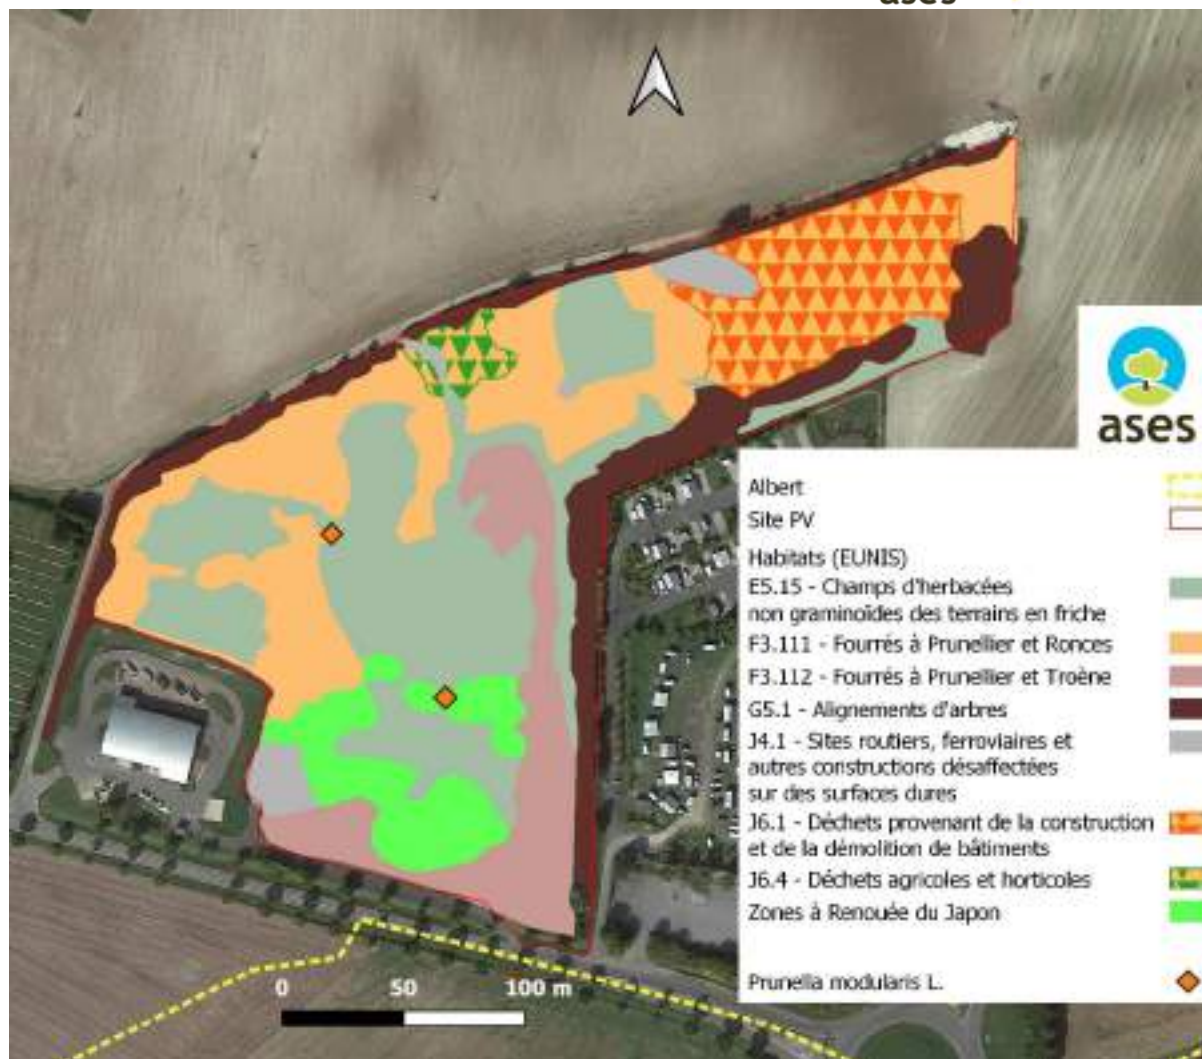 ases
ases
Albert
Site PV
Habitats (EUNIS)
E5.15 - Champs d'herbacées
non graminoïdes des terrains en friche
F3.111 - Fourrés à Prunellier et Ronces
F3.112 - Fourrés à Prunellier et Troène
G5.1 - Alignements d'arbres
J4.1 - Sites routiers, ferroviaires et
autres constructions désaffectées
sur des surfaces dures
J6.1 - Déchets provenant de la construction
et de la démolition de bâtiments
J6.4 - Déchets agricoles et horticoles
Zones à Renouée du Japon
Prunella modularis L.
0 50 100 m